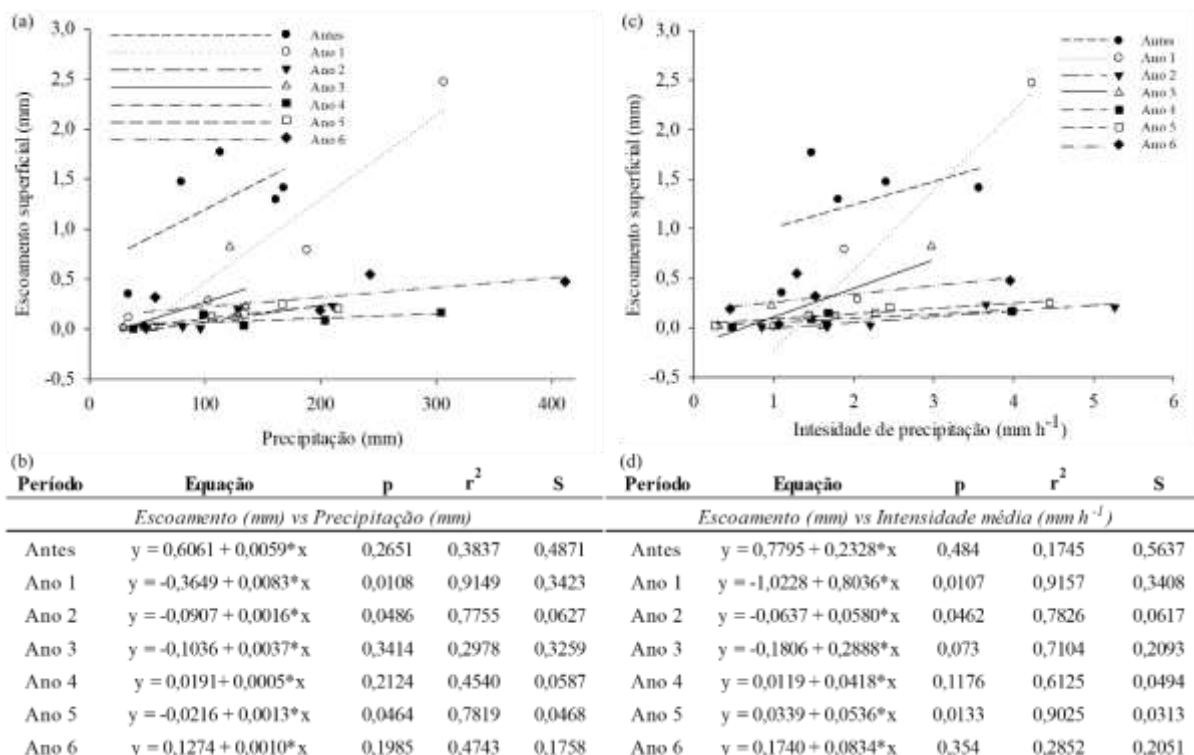 (a)
3,0
2,5
2,0
1,5
1,0
0,5
0,0
-0,5
Escoamento superficial (mm)
Antes
Ano 1
Ano 2
Ano 3
Ano 4
Ano 5
Ano 6
0 100 200 300 400
Precipitação (mm)
(c)
3,0
2,5
2,0
1,5
1,0
0,5
0,0
-0,5
Escoamento superficial (mm)
Antes
Ano 1
Ano 2
Ano 3
Ano 4
Ano 5
Ano 6
0 1 2 3 4 5 6
Intesidade de precipitação (mm h-1)
(b)
Período Equação p r2 S
Escoamento (mm) vs Precipitação (mm)
Antes y = 0,6061 + 0,0059*x 0,2651 0,3837 0,4871
Ano 1 y = -0,3649 + 0,0083*x 0,0108 0,9149 0,3423
Ano 2 y = -0,0907 + 0,0016*x 0,0486 0,7755 0,0627
Ano 3 y = -0,1036 + 0,0037*x 0,3414 0,2978 0,3259
Ano 4 y = 0,0191+ 0,0005*x 0,2124 0,4540 0,0587
Ano 5 y = -0,0216 + 0,0013*x 0,0464 0,7819 0,0468
Ano 6 y = 0,1274 + 0,0010*x 0,1985 0,4743 0,1758
(d)
Período Equação p r2 S
Escoamento (mm) vs Intensidade média (mm h-1)
Antes y = 0,7795 + 0,2328*x 0,484 0,1745 0,5637
Ano 1 y = -1,0228 + 0,8036*x 0,0107 0,9157 0,3408
Ano 2 y = -0,0637 + 0,0580*x 0,0462 0,7826 0,0617
Ano 3 y = -0,1806 + 0,2888*x 0,073 0,7104 0,2093
Ano 4 y = 0,0119 + 0,0418*x 0,1176 0,6125 0,0494
Ano 5 y = 0,0339 + 0,0536*x 0,0133 0,9025 0,0313
Ano 6 y = 0,1740 + 0,0834*x 0,354 0,2852 0,2051